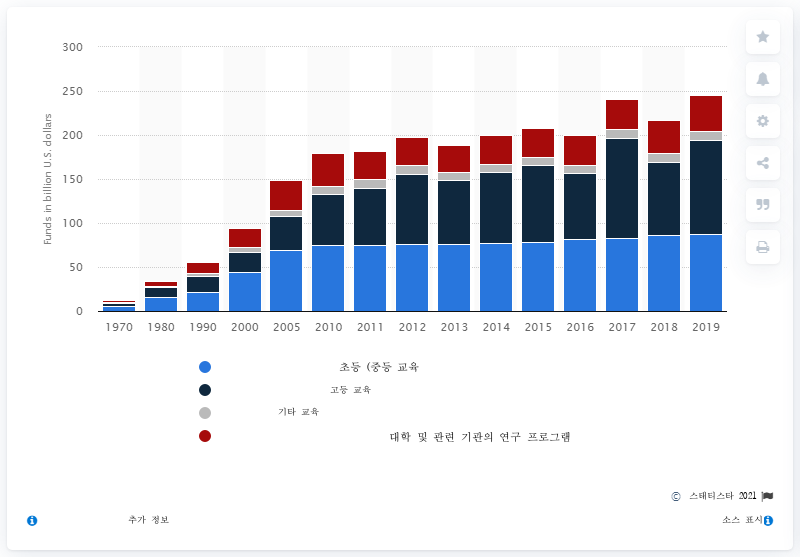 300
250
200
150
100
50
0
Funds in billion U.S. dollars
1970 1980 1990 2000 2005 2010 2011 2012 2013 2014 2015 2016 2017 2018 2019
초등 (중등 교육
고등 교육
기타 교육
대학 및 관련 기관의 연구 프로그램
© 스태티스타 2021
추가 정보
소스 표시